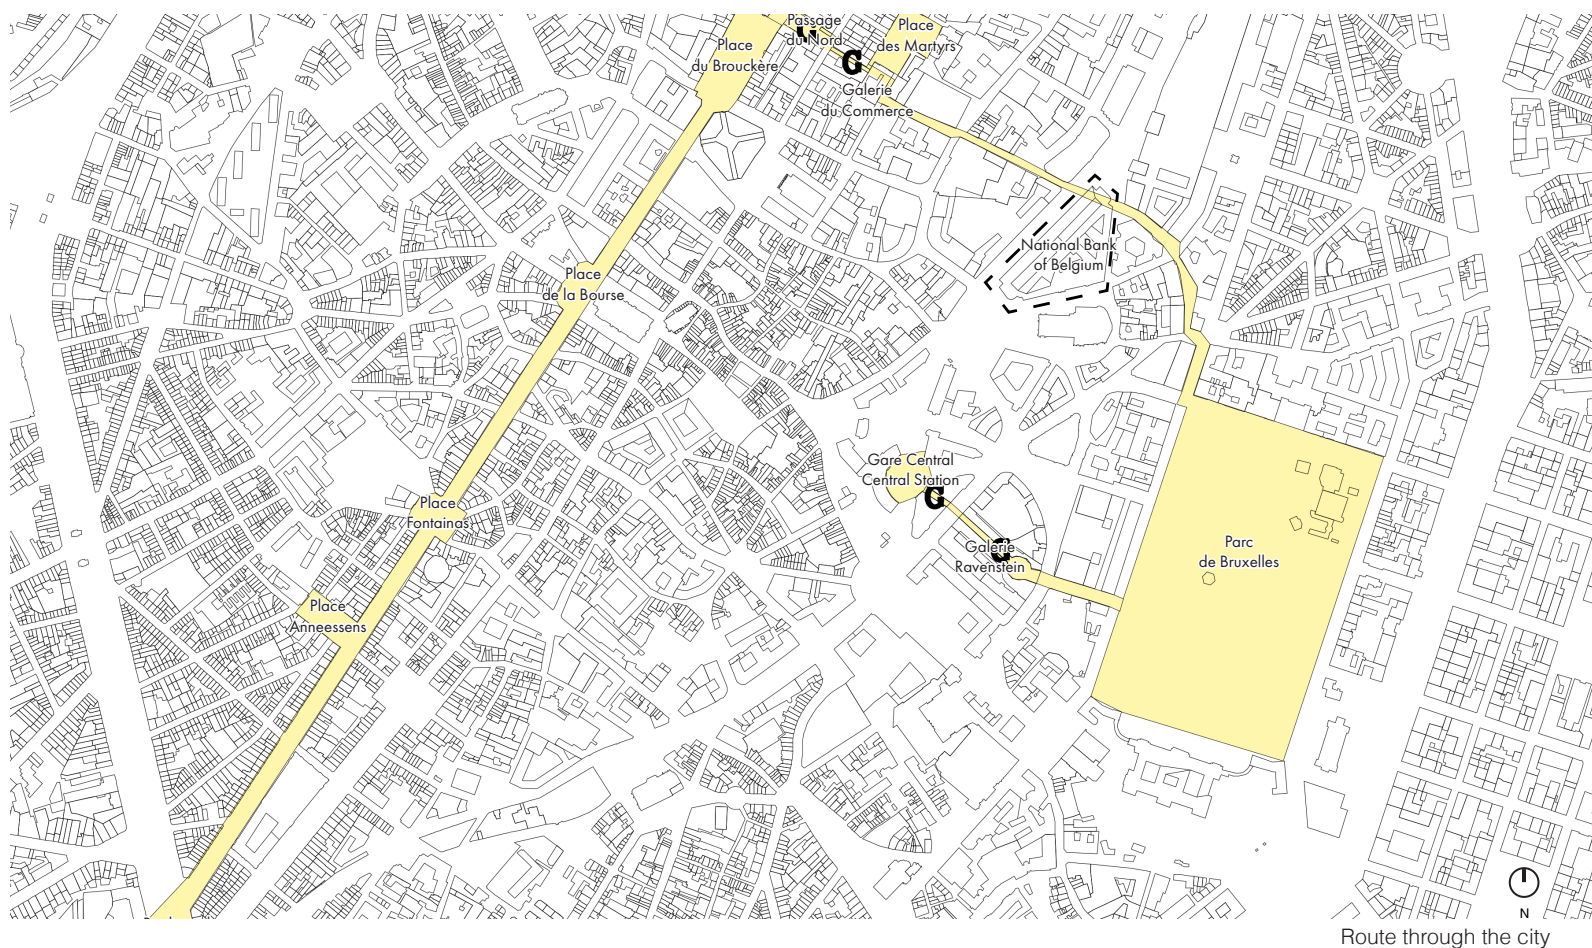 Passage
du Nord
Place
des Martyrs
Place
du Brouckère
G
G
Galerie
du Commerce
National Bank
of Belgium
Place
de la Bourse
Gare Central
Central Station
G
Place
Fontainas
Galerie
Ravenstein
G
Parc
de Bruxelles
Place
Anneessens
N
Route through the city